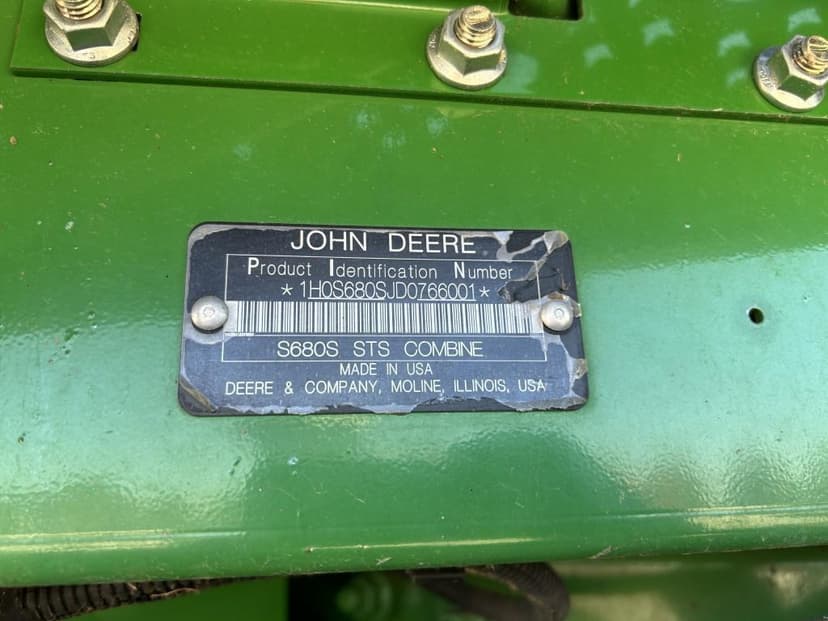 JOHN DEERE
Product Identification Number
*1H0S680SJD0766001*
S680S STS COMBINE
MADE IN USA
DEERE & COMPANY, MOLINE, ILLINOIS, USA